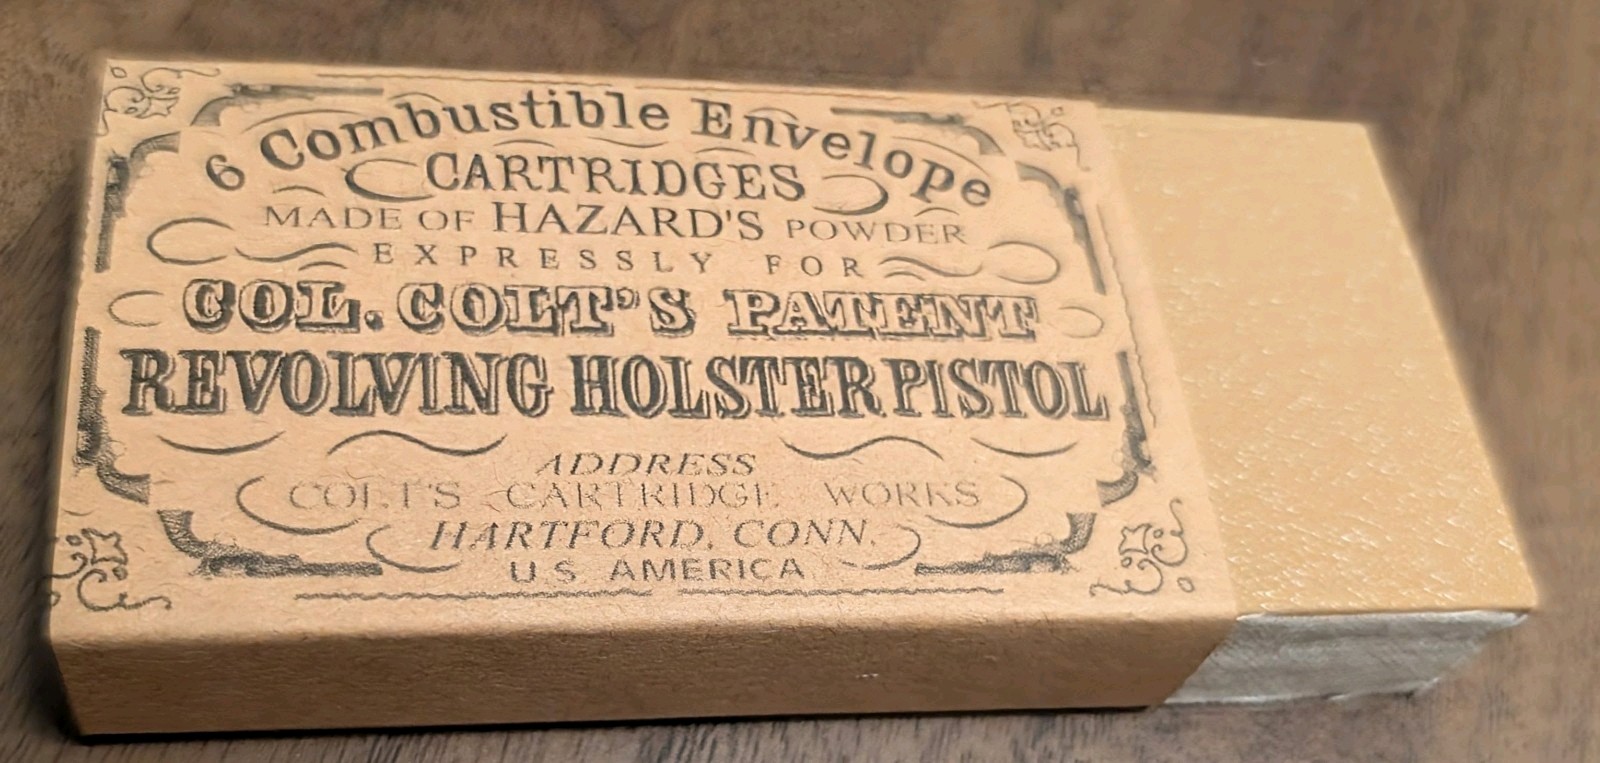 6 Combustible Envelope
CARTRIDGES
MADE OF HAZARD'S POWDER
EXPRESSLY FOR
COL. COLT'S PATENT
REVOLVING HOLSTER PISTOL
ADDRESS
COLT'S CARTRIDGE WORKS
HARTFORD, CONN.
U.S AMERICA